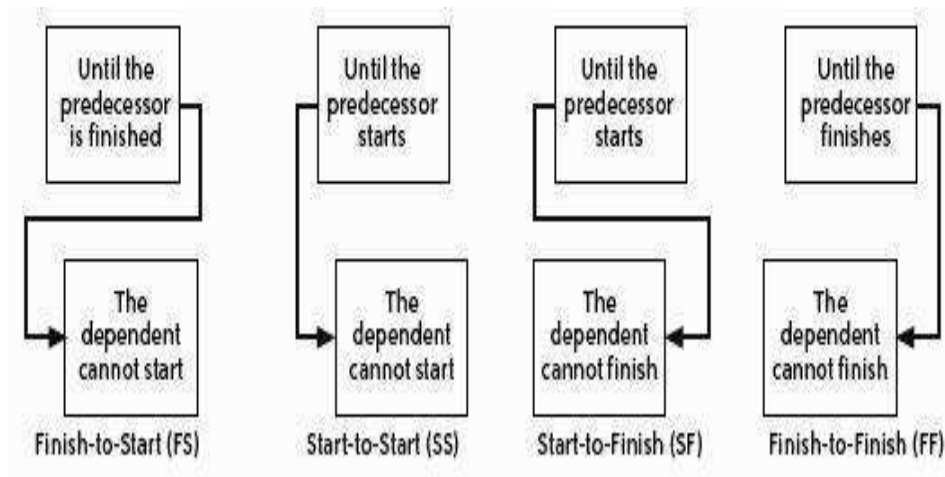 Until the
predecessor
is finished
Until the
predecessor
starts
Until the
predecessor
starts
Until the
predecessor
finishes
The
dependent
cannot start
The
dependent
cannot start
The
dependent
cannot finish
The
dependent
cannot finish
Finish-to-Start (FS)
Start-to-Start (SS)
Start-to-Finish (SF)
Finish-to-Finish (FF)